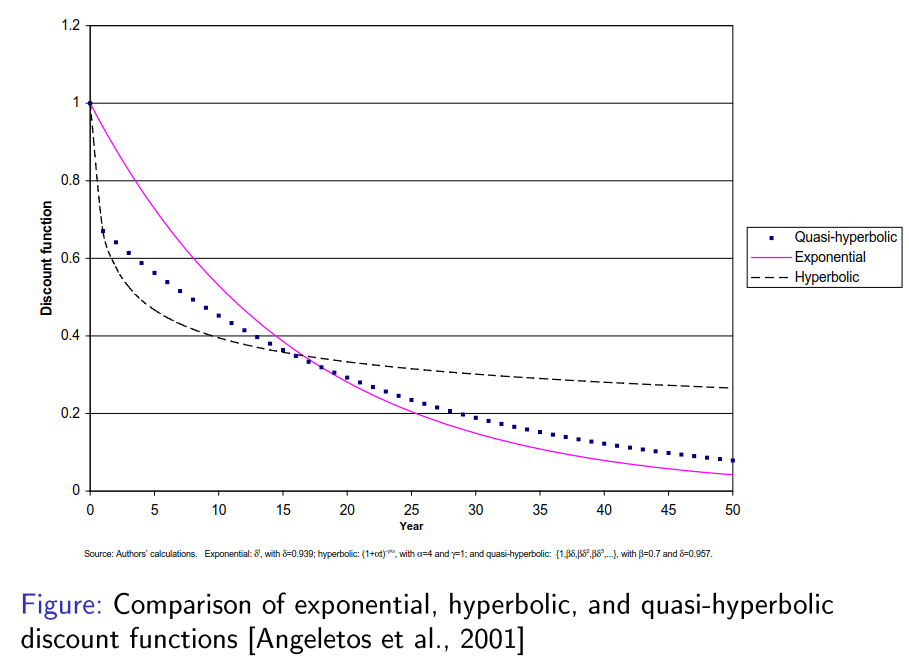 1.2
1
0.8
0.6
0.4
0.2
0
Discount function
0 5 10 15 20 25 30 35 40 45 50
Year
Quasi-hyperbolic
Exponential
Hyperbolic
Source: Authors' calculations. Exponential: δᵗ, with δ=0.939; hyperbolic: (1+αt)^-γ/α, with α=4 and γ=1; and quasi-hyperbolic: {1,βδ,βδ²,βδ³,...}, with β=0.7 and δ=0.957.
Figure: Comparison of exponential, hyperbolic, and quasi-hyperbolic
discount functions [Angeletos et al., 2001]